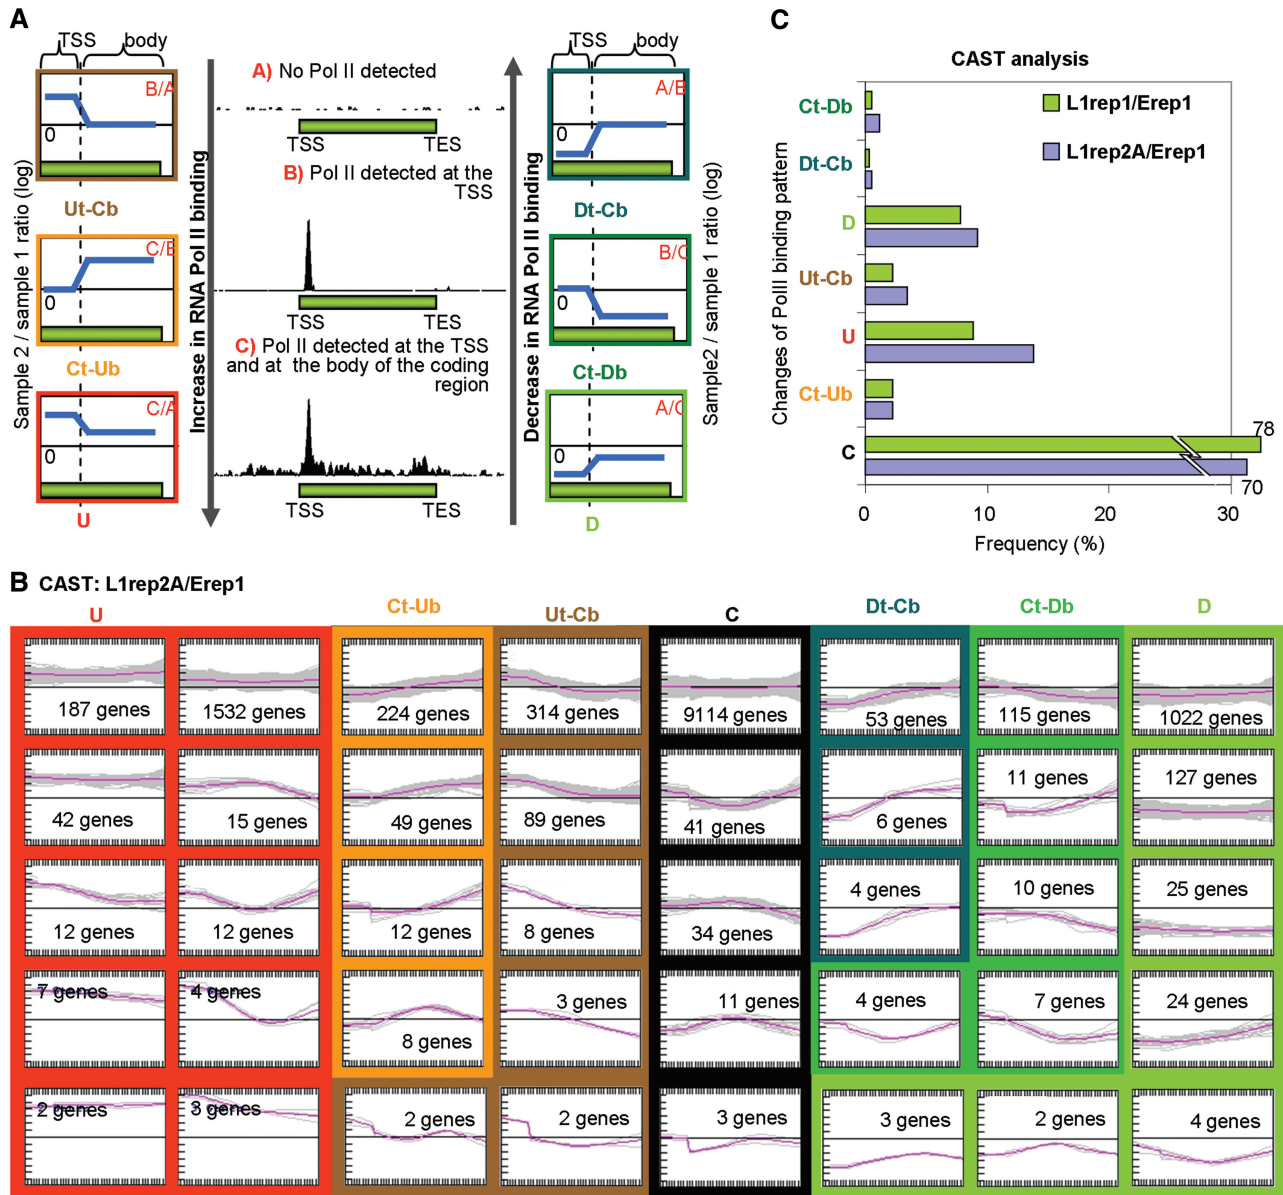 A
TSS
body
B/A
0
Ut-Cb
C/B
0
Ct-Ub
C/A
0
U
Sample 2 / sample 1 ratio (log)
Increase in RNA Pol II binding
A) No Pol II detected
TSS
TES
B) Pol II detected at the
TSS
TSS
TES
C) Pol II detected at the TSS
and at the body of the coding
region
TSS
TES
Decrease in RNA Pol II binding
TSS
body
A/B
0
Dt-Cb
B/C
0
Ct-Db
A/C
0
D
Sample2 / sample 1 ratio (log)
C
CAST analysis
L1rep1/Erep1
L1rep2A/Erep1
Changes of PolII binding pattern
Ct-Db
Dt-Cb
D
Ut-Cb
U
Ct-Ub
C
78
70
0 10 20 30
Frequency (%)
B CAST: L1rep2A/Erep1
U Ct-Ub Ut-Cb C Dt-Cb Ct-Db D
187 genes 1532 genes 224 genes 314 genes 9114 genes 53 genes 115 genes 1022 genes
42 genes 15 genes 49 genes 89 genes 41 genes 6 genes 11 genes 127 genes
12 genes 12 genes 12 genes 8 genes 34 genes 4 genes 10 genes 25 genes
7 genes 4 genes 8 genes 3 genes 11 genes 4 genes 7 genes 24 genes
2 genes 3 genes 2 genes 2 genes 3 genes 3 genes 2 genes 4 genes